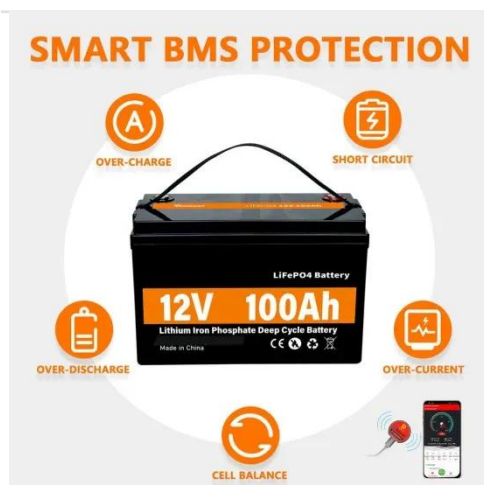 SMART BMS PROTECTION
OVER-CHARGE
SHORT CIRCUIT
LiFePO4 Battery
12V 100Ah
Lithium Iron Phosphate Deep Cycle Battery
Made in China
CE
OVER-DISCHARGE
OVER-CURRENT
CELL BALANCE